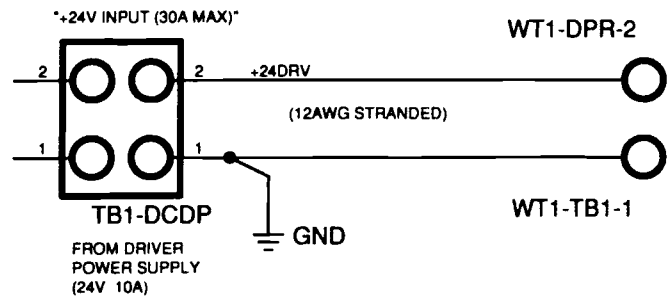 "+24V INPUT (30A MAX)"
WT1-DPR-2
2 2 +24DRV
(12AWG STRANDED)
1 1
TB1-DCDP
WT1-TB1-1
GND
FROM DRIVER
POWER SUPPLY
(24V 10A)